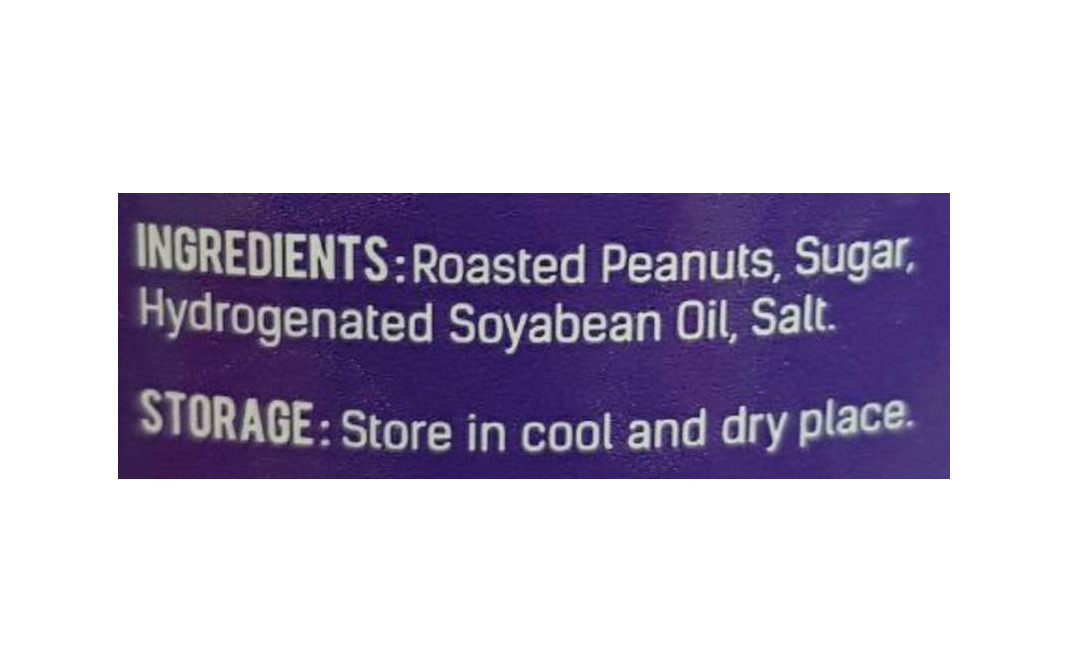 INGREDIENTS: Roasted Peanuts, Sugar,
Hydrogenated Soyabean Oil, Salt.
STORAGE: Store in cool and dry place.